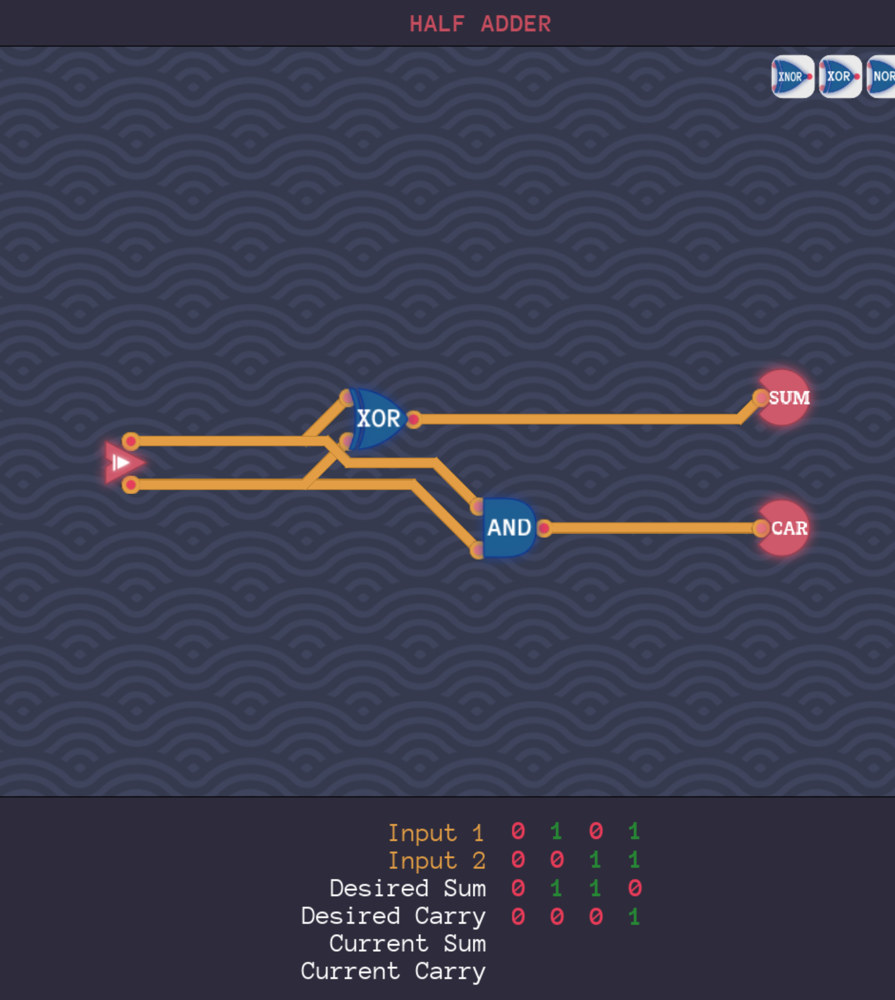 HALF ADDER
XNOR XOR NOR
XOR
SUM
AND
CAR
Input 1 0 1 0 1
Input 2 0 0 1 1
Desired Sum 0 1 1 0
Desired Carry 0 0 0 1
Current Sum
Current Carry